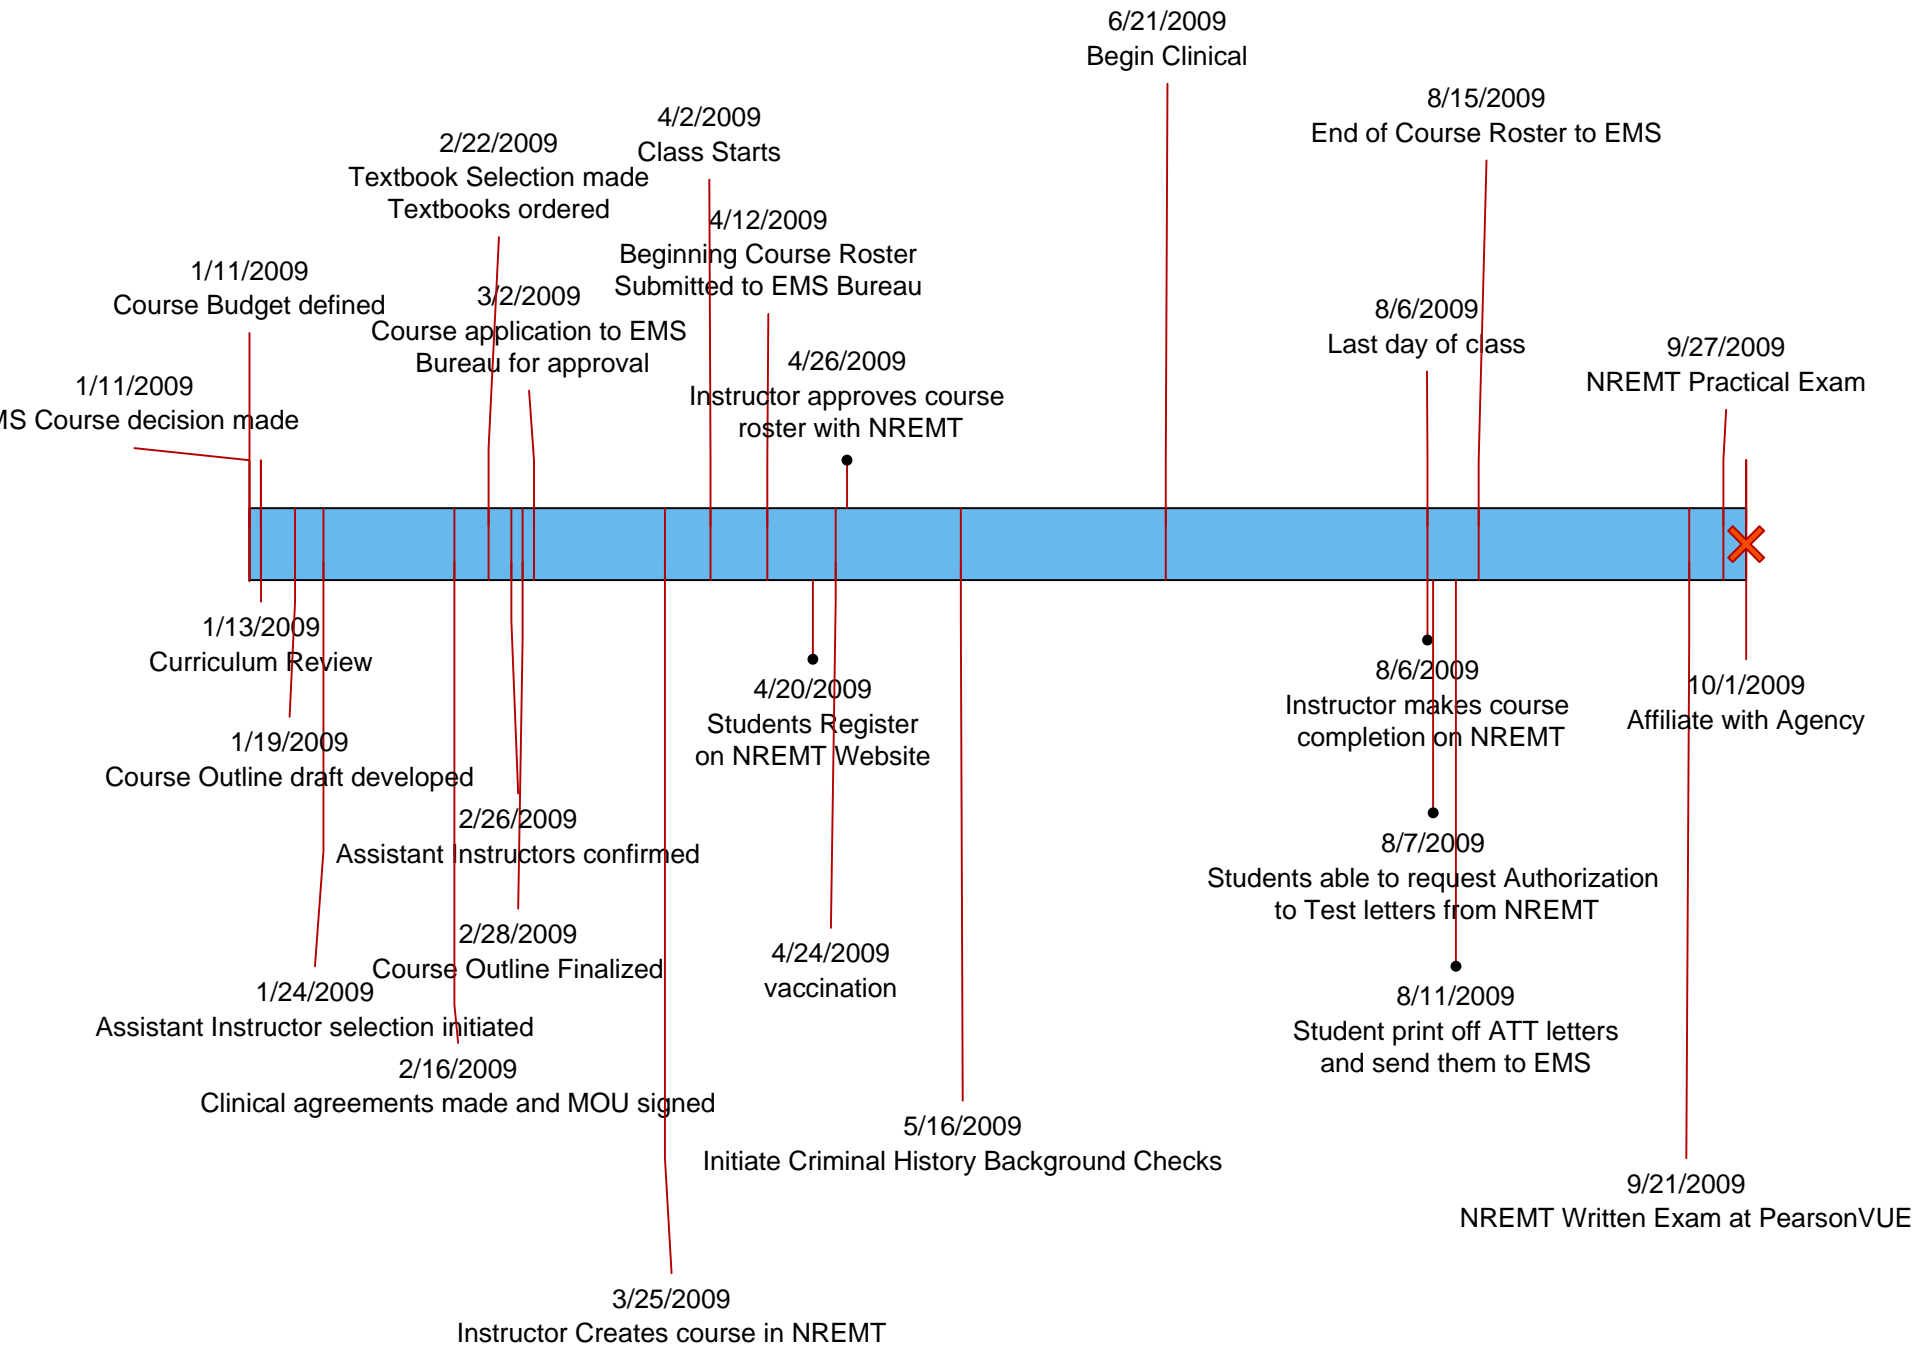 6/21/2009
Begin Clinical
8/15/2009
End of Course Roster to EMS
4/2/2009
Class Starts
2/22/2009
Textbook Selection made
Textbooks ordered
4/12/2009
Beginning Course Roster
Submitted to EMS Bureau
1/11/2009
Course Budget defined
3/2/2009
Course application to EMS
Bureau for approval
8/6/2009
Last day of class
9/27/2009
NREMT Practical Exam
4/26/2009
Instructor approves course
roster with NREMT
1/11/2009
MS Course decision made
1/13/2009
Curriculum Review
1/19/2009
Course Outline draft developed
4/20/2009
Students Register
on NREMT Website
8/6/2009
Instructor makes course
completion on NREMT
10/1/2009
Affiliate with Agency
2/26/2009
Assistant Instructors confirmed
8/7/2009
Students able to request Authorization
to Test letters from NREMT
2/28/2009
Course Outline Finalized
4/24/2009
vaccination
1/24/2009
Assistant Instructor selection initiated
8/11/2009
Student print off ATT letters
and send them to EMS
2/16/2009
Clinical agreements made and MOU signed
5/16/2009
Initiate Criminal History Background Checks
9/21/2009
NREMT Written Exam at PearsonVUE
3/25/2009
Instructor Creates course in NREMT